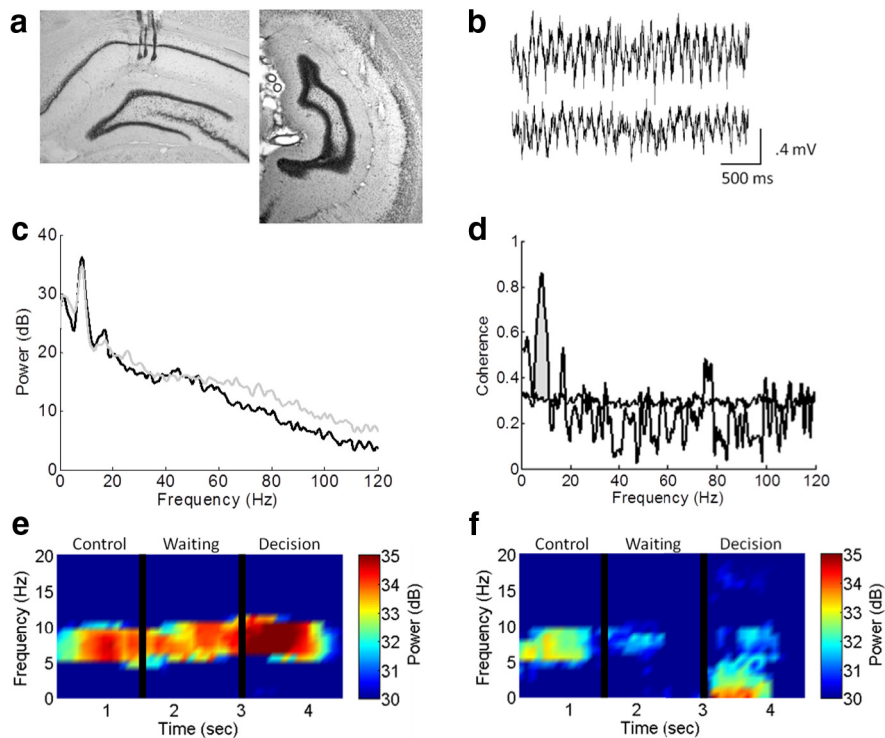 a
b
.4 mV
500 ms
c
40
30
20
10
0
Power (dB)
0 20 40 60 80 100 120
Frequency (Hz)
d
1
0.8
0.6
0.4
0.2
0
Coherence
0 20 40 60 80 100 120
Frequency (Hz)
e
Control Waiting Decision
20
15
10
5
0
Frequency (Hz)
1 2 3 4
Time (sec)
35
34
33
32
31
30
Power (dB)
f
Control Waiting Decision
20
15
10
5
0
Frequency (Hz)
1 2 3 4
Time (sec)
35
34
33
32
31
30
Power (dB)